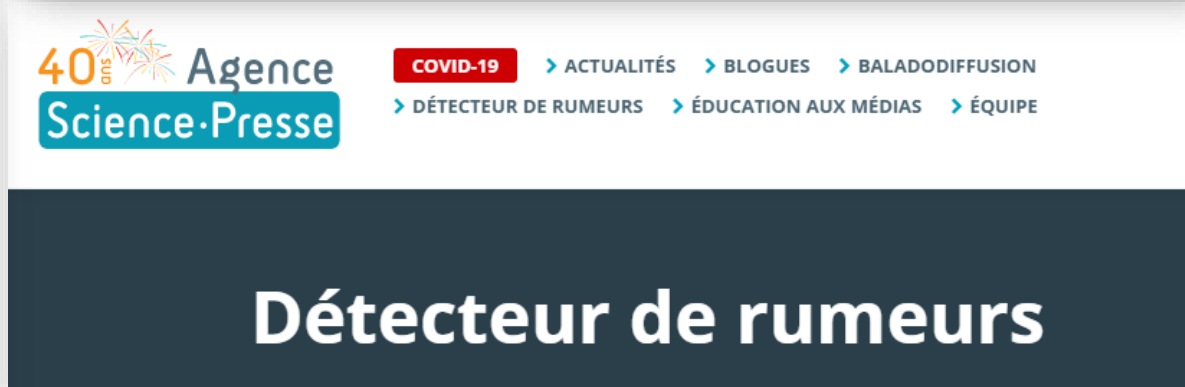 40 ans Agence
Science·Presse
COVID-19 ACTUALITÉS BLOGUES BALADODIFFUSION
DÉTECTEUR DE RUMEURS ÉDUCATION AUX MÉDIAS ÉQUIPE
Détecteur de rumeurs